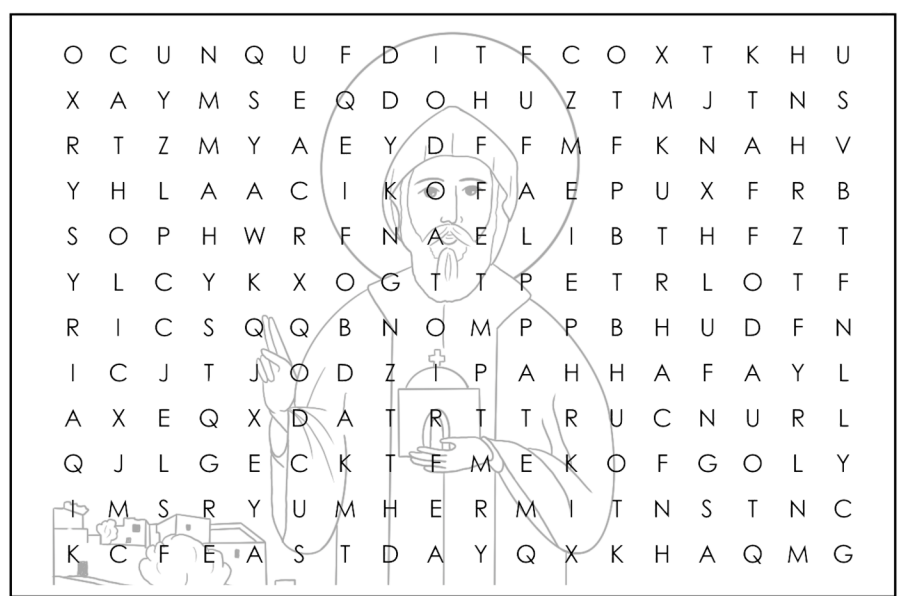 O C U N Q U F D I T F C O X T K H U
X A Y M S E Q D O H U Z T M J T N S
R T Z M Y A E Y D F F M F K N A H V
Y H L A A C I K O F A E P U X F R B
S O P H W R F N A E L I B T H F Z T
Y L C Y K X O G T T P E T R L O T F
R I C S Q Q B N O M P P B H U D F N
I C J T J O D Z I P A H H A F A Y L
A X E Q X D A T R T T R U C N U R L
Q J L G E C K T F M E K O F G O L Y
I M S R Y U M H E R M I T N S T N C
K C F E A S T D A Y Q X K H A Q M G